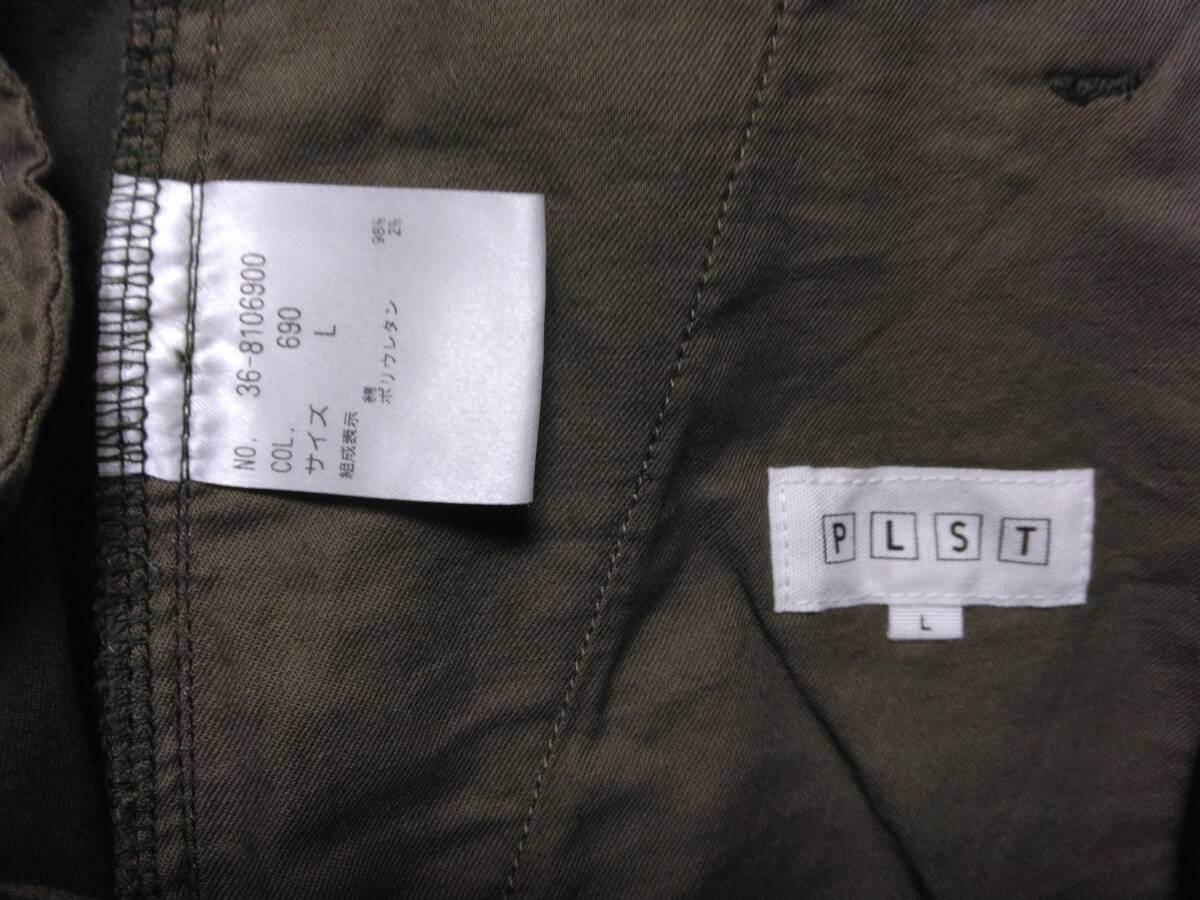 NO. 36-8106900
COL. 690
サイズ L
組成表示
綿 98%
ポリウレタン 2%
PLST
L